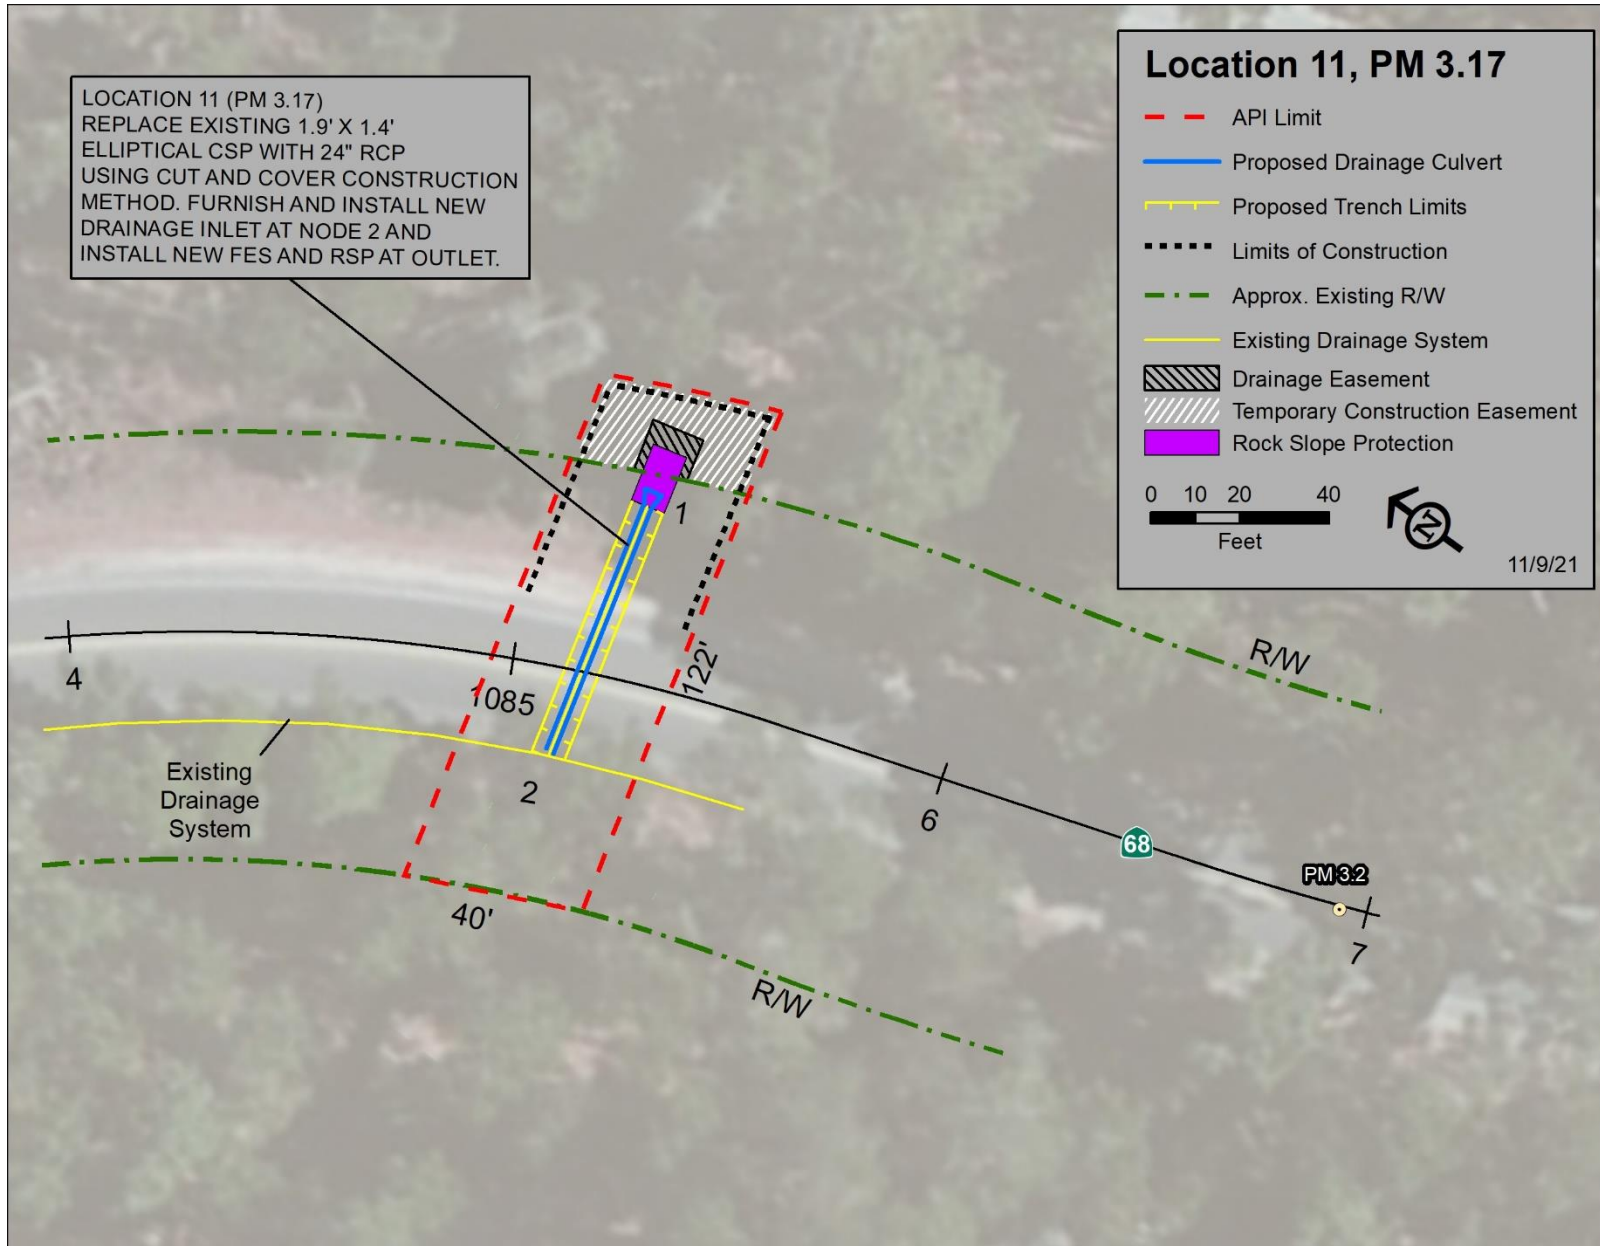 LOCATION 11 (PM 3.17)
REPLACE EXISTING 1.9' X 1.4'
ELLIPTICAL CSP WITH 24" RCP
USING CUT AND COVER CONSTRUCTION
METHOD. FURNISH AND INSTALL NEW
DRAINAGE INLET AT NODE 2 AND
INSTALL NEW FES AND RSP AT OUTLET.
Location 11, PM 3.17
API Limit
Proposed Drainage Culvert
Proposed Trench Limits
Limits of Construction
Approx. Existing R/W
Existing Drainage System
Drainage Easement
Temporary Construction Easement
Rock Slope Protection
0 10 20 40
Feet
N
11/9/21
1
R/W
4
1085
122'
Existing
Drainage
System
2
6
68
PM 3.2
7
40'
R/W